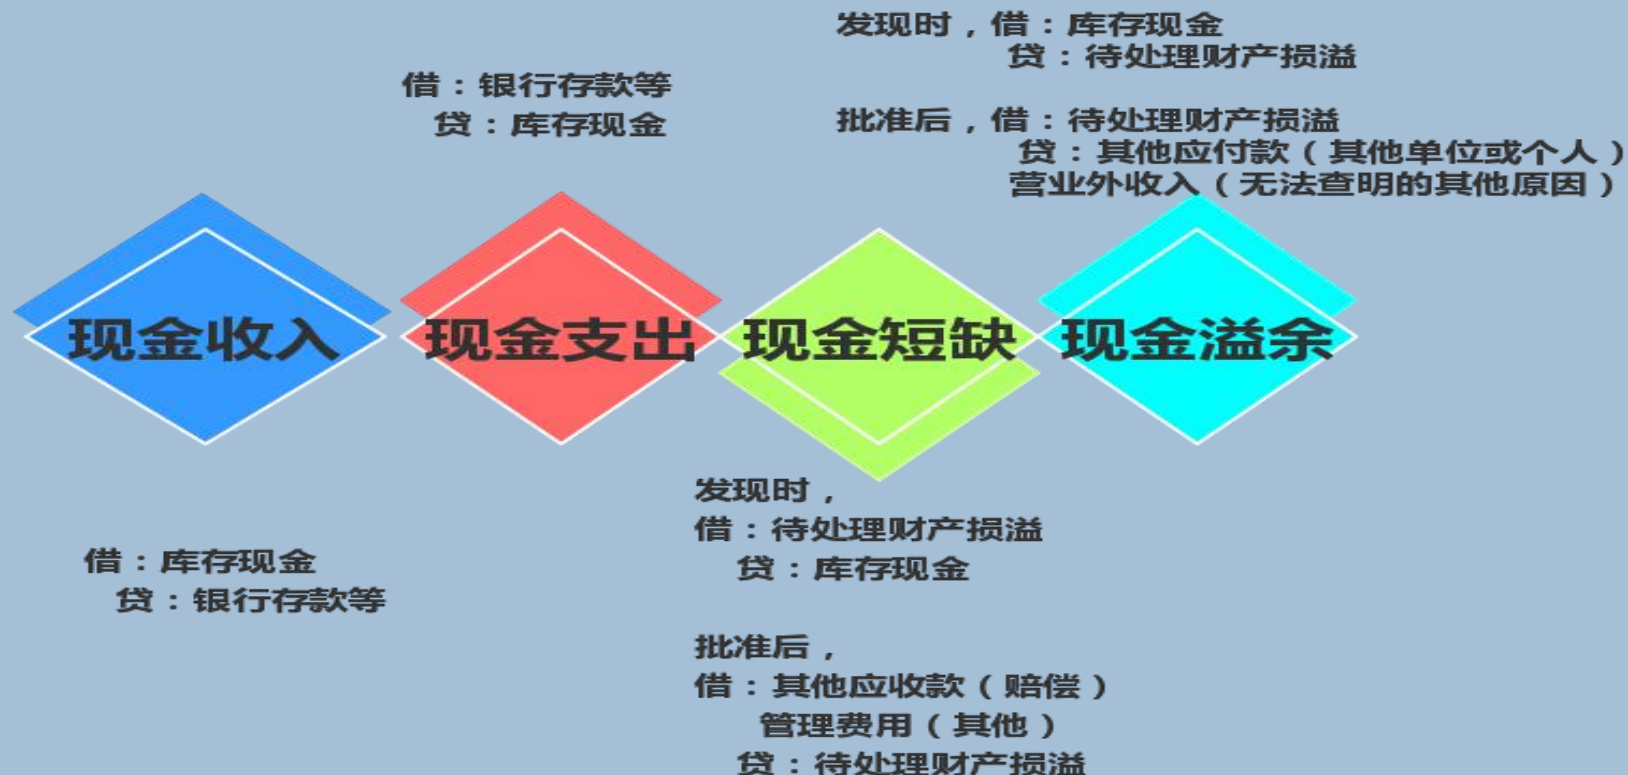 发现时，借：库存现金
贷：待处理财产损溢
批准后，借：待处理财产损溢
贷：其他应付款（其他单位或个人）
营业外收入（无法查明的其他原因）
借：银行存款等
贷：库存现金
现金收入
现金支出
现金短缺
现金溢余
借：库存现金
贷：银行存款等
发现时，
借：待处理财产损溢
贷：库存现金
批准后，
借：其他应收款（赔偿）
管理费用（其他）
贷：待处理财产损溢